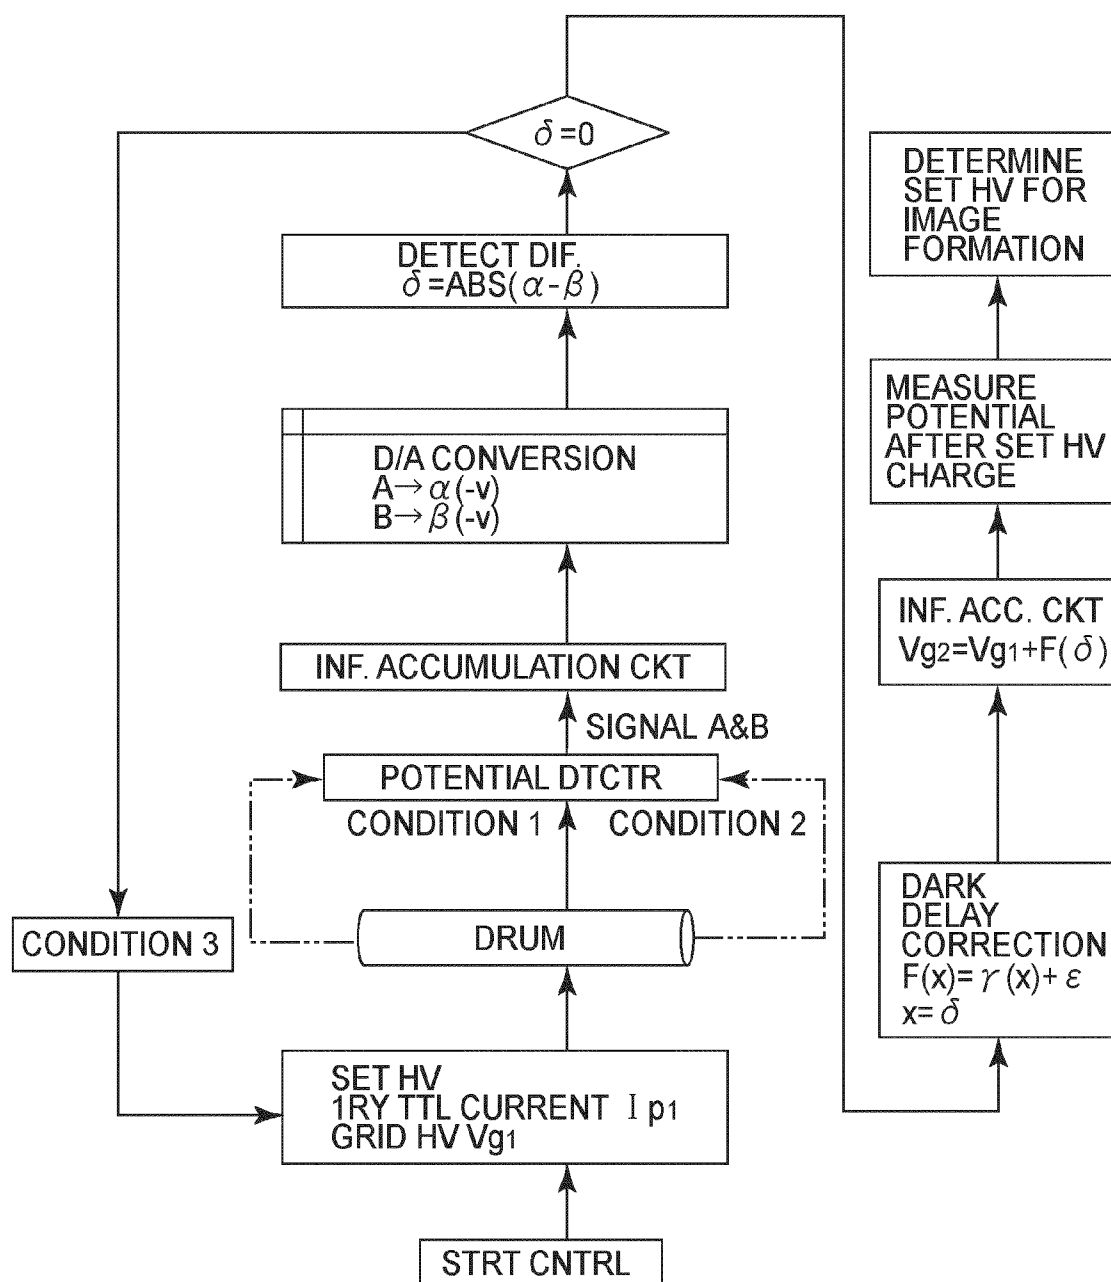 δ=0
DETERMINE
SET HV FOR
IMAGE
FORMATION
DETECT DIF.
δ=ABS(α-β)
MEASURE
POTENTIAL
AFTER SET HV
CHARGE
D/A CONVERSION
A→α(-v)
B→β(-v)
INF. ACC. CKT
Vg2=Vg1+F(δ)
INF. ACCUMULATION CKT
SIGNAL A&B
POTENTIAL DTCTR
CONDITION 1
CONDITION 2
DARK
DELAY
CORRECTION
F(x)=γ(x)+ε
x=δ
DRUM
CONDITION 3
SET HV
1RY TTL CURRENT Ip1
GRID HV Vg1
STRT CNTRL